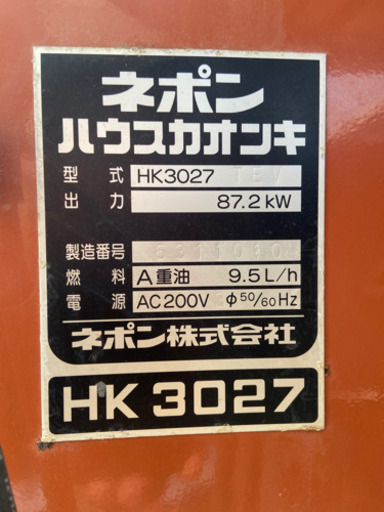 ネポン
ハウスカオンキ
型式 HK3027 TEV
出力 87.2kW
製造番号
燃料 A重油 9.5L/h
電源 AC200V φ50/60Hz
ネポン株式会社
HK3027